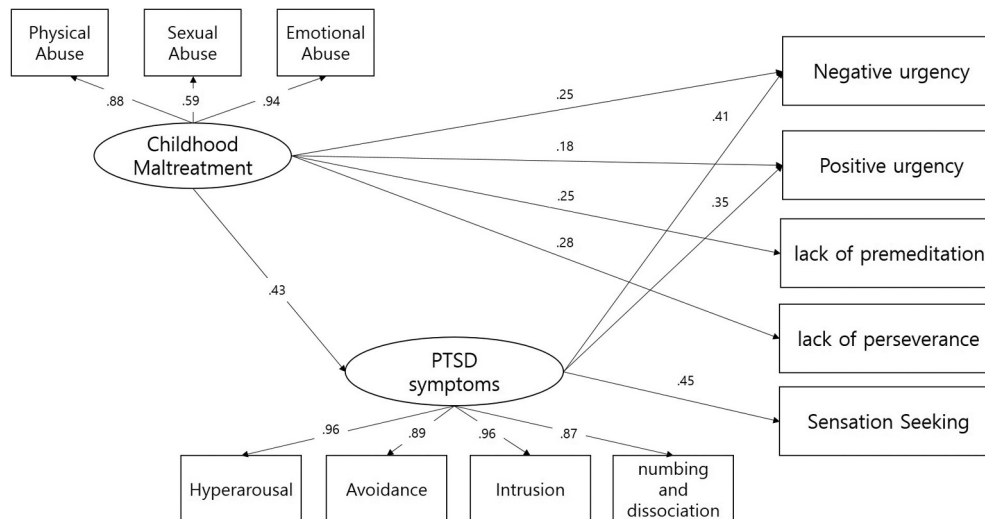 Physical
Abuse
Sexual
Abuse
Emotional
Abuse
.88
.59
.94
Childhood
Maltreatment
.25
.41
.18
.25
.35
.28
.43
.45
Negative urgency
Positive urgency
lack of premeditation
lack of perseverance
Sensation Seeking
PTSD
symptoms
.96
.89
.96
.87
Hyperarousal
Avoidance
Intrusion
numbing
and
dissociation